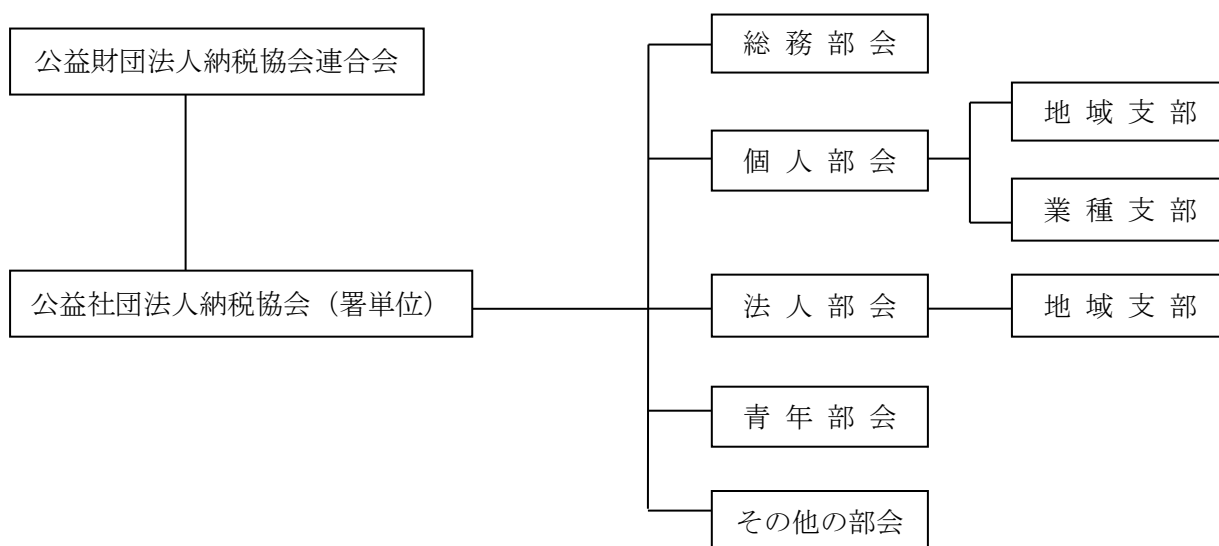 公益財団法人納税協会連合会
公益社団法人納税協会（署単位）
総務部会
個人部会
地域支部
業種支部
法人部会
地域支部
青年部会
その他の部会